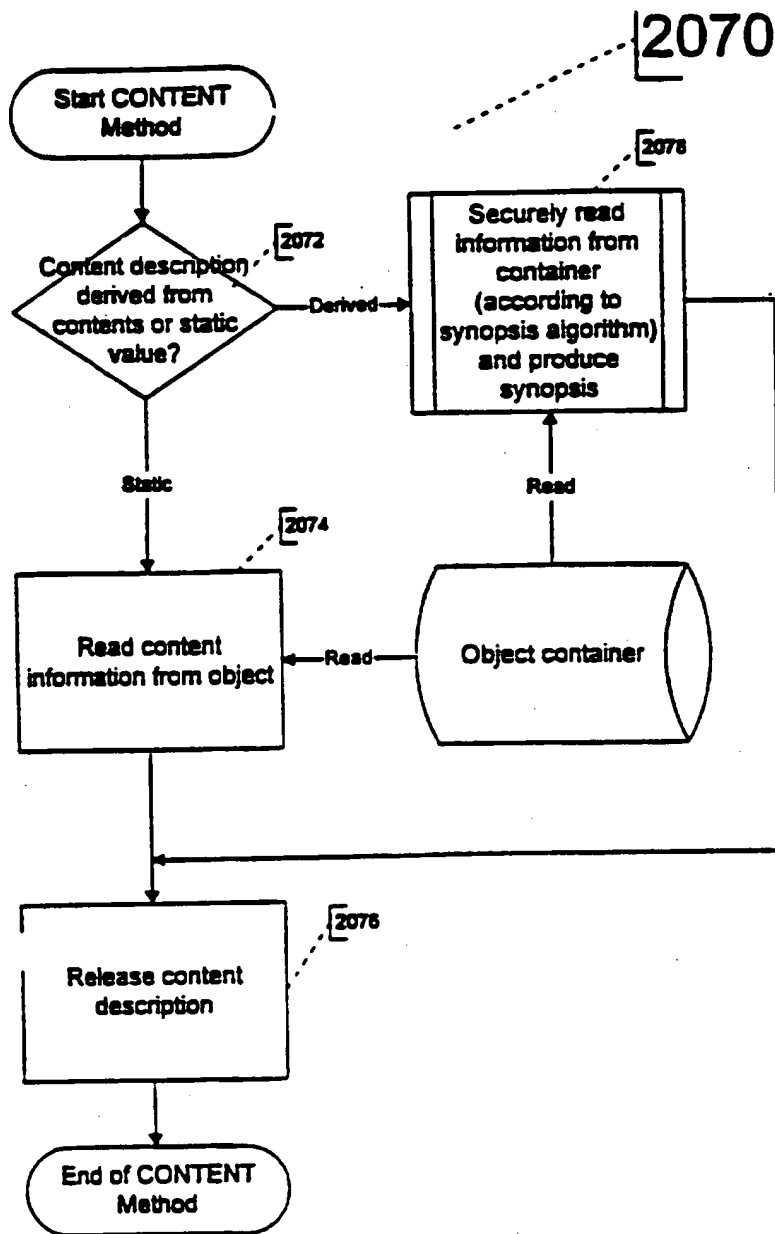 2070
Start CONTENT
Method
2078
2072
Content description
derived from
contents or static
value?
Derived
Securely read
information from
container
(according to
synopsis algorithm)
and produce
synopsis
Static
Read
2074
Read content
information from object
Read
Object container
2076
Release content
description
End of CONTENT
Method